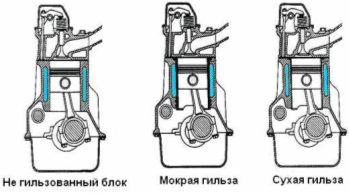 Не гильзованный блок
Мокрая гильза
Сухая гильза